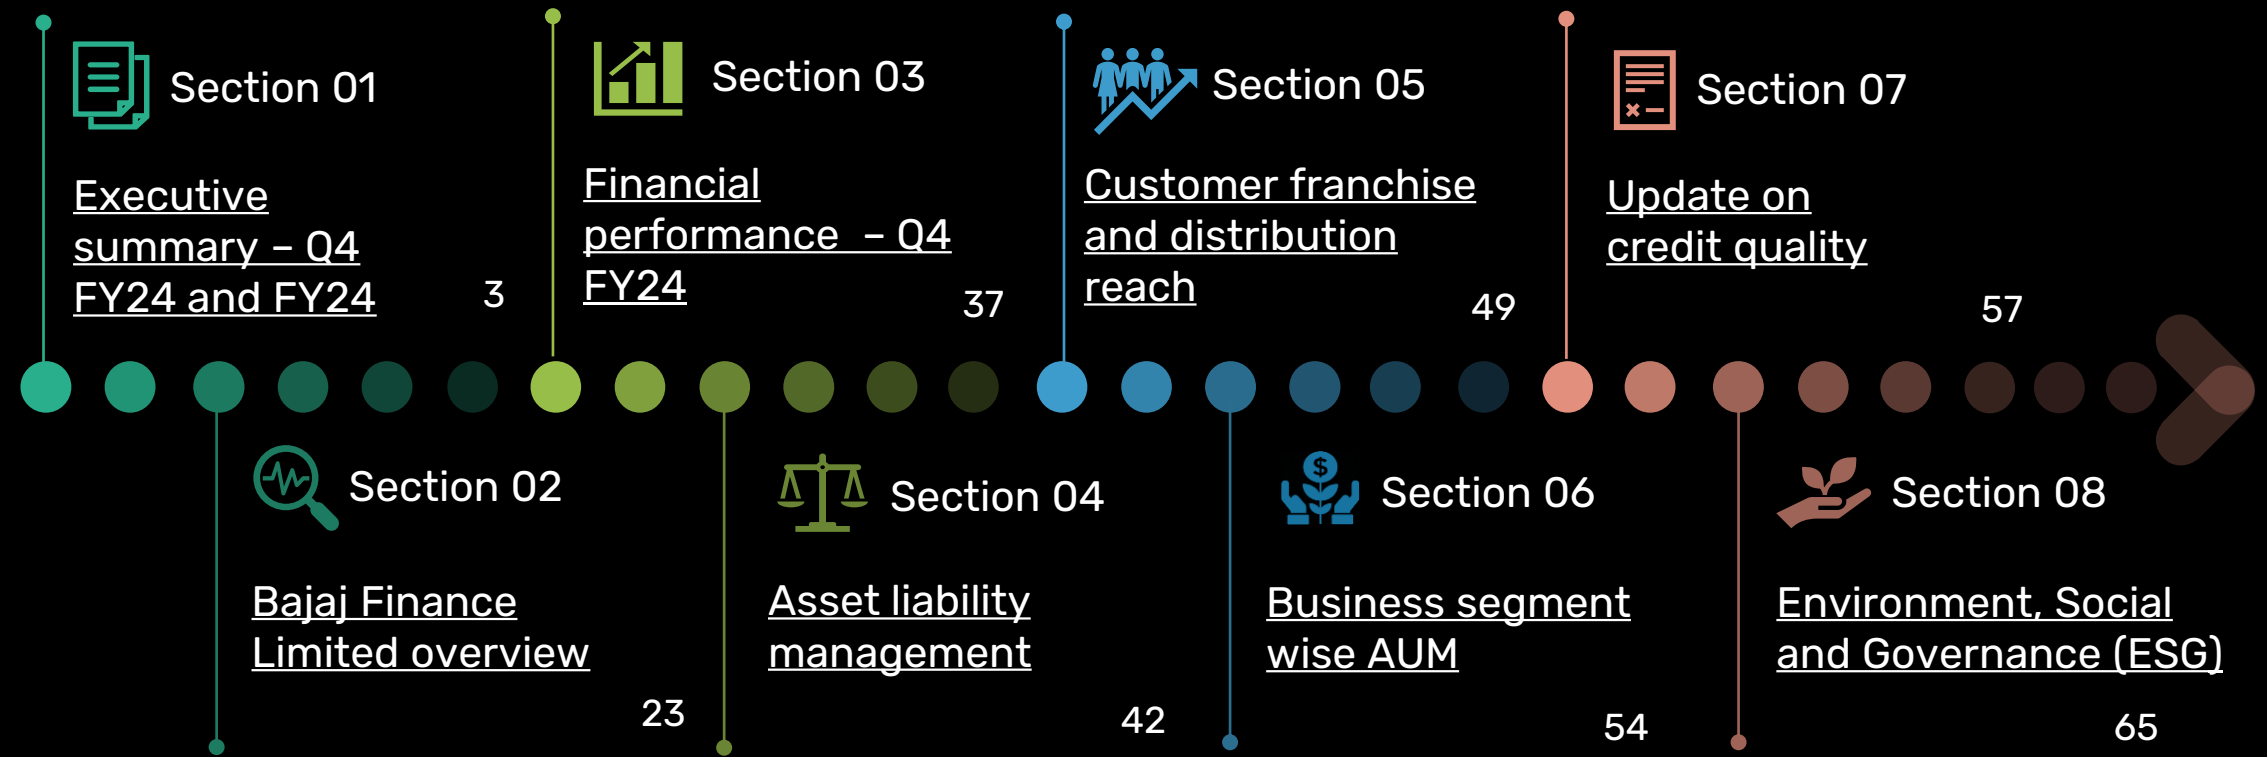 Section 01
Executive
summary – Q4
FY24 and FY24
3
Section 02
Bajaj Finance
Limited overview
23
Section 03
Financial
performance – Q4
FY24
37
Section 04
Asset liability
management
42
Section 05
Customer franchise
and distribution
reach
49
Section 06
$
Business segment
wise AUM
54
Section 07
Update on
credit quality
57
Section 08
Environment, Social
and Governance (ESG)
65